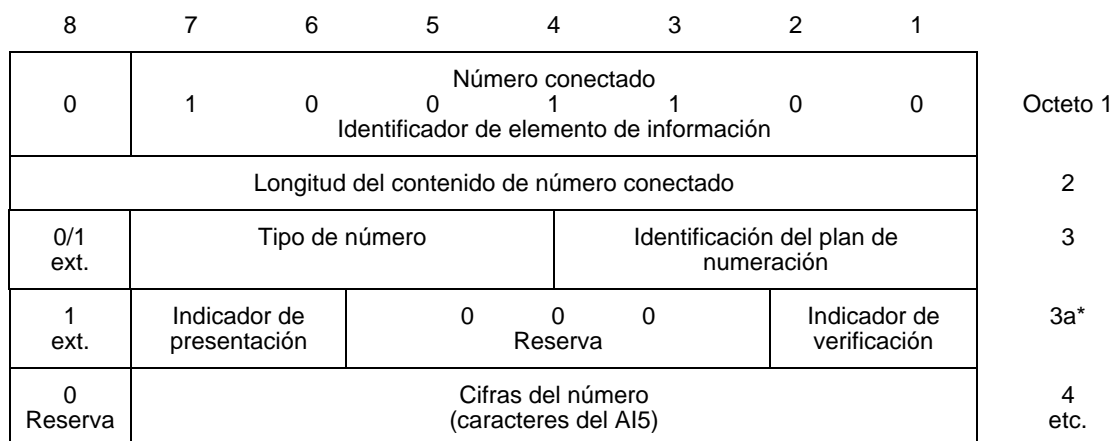 8 7 6 5 4 3 2 1
Número conectado
0 1 0 0 1 1 0 0 Octeto 1
Identificador de elemento de información
Longitud del contenido de número conectado 2
0/1 Tipo de número Identificación del plan de 3
ext. numeración
1 Indicador de 0 0 0 Indicador de 3a*
ext. presentación Reserva verificación
0 Cifras del número 4
Reserva (caracteres del AI5) etc.